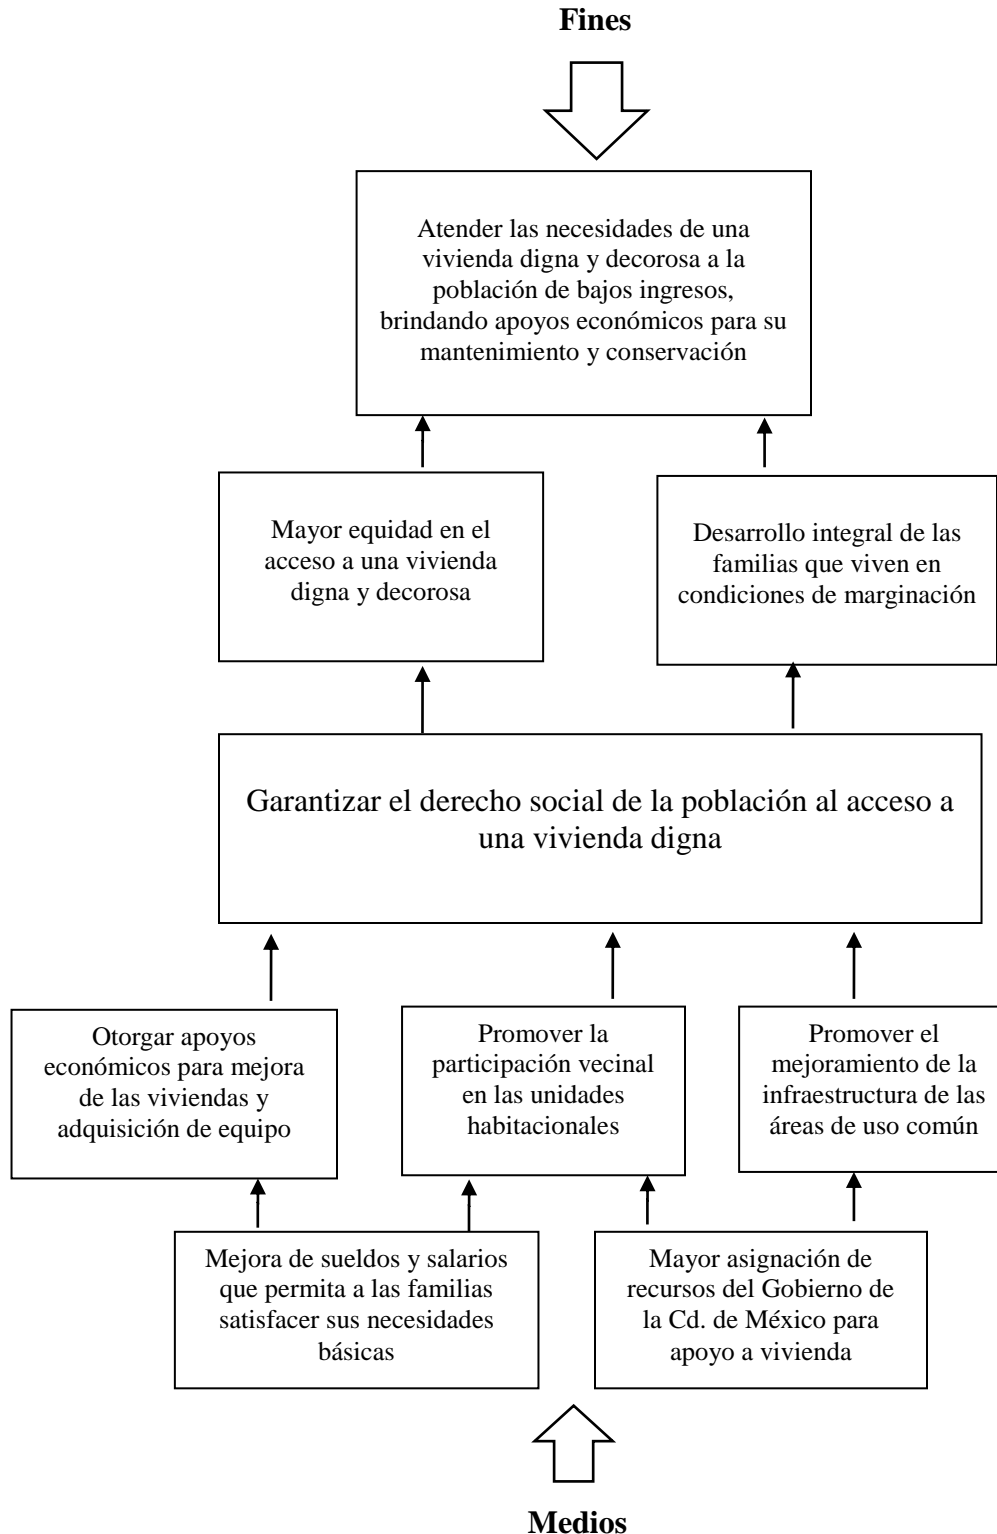 Fines
Atender las necesidades de una
vivienda digna y decorosa a la
población de bajos ingresos,
brindando apoyos económicos para su
mantenimiento y conservación
Mayor equidad en el
acceso a una vivienda
digna y decorosa
Desarrollo integral de las
familias que viven en
condiciones de marginación
Garantizar el derecho social de la población al acceso a
una vivienda digna
Otorgar apoyos
económicos para mejora
de las viviendas y
adquisición de equipo
Promover la
participación vecinal
en las unidades
habitacionales
Promover el
mejoramiento de la
infraestructura de las
áreas de uso común
Mejora de sueldos y salarios
que permita a las familias
satisfacer sus necesidades
básicas
Mayor asignación de
recursos del Gobierno de
la Cd. de México para
apoyo a vivienda
Medios